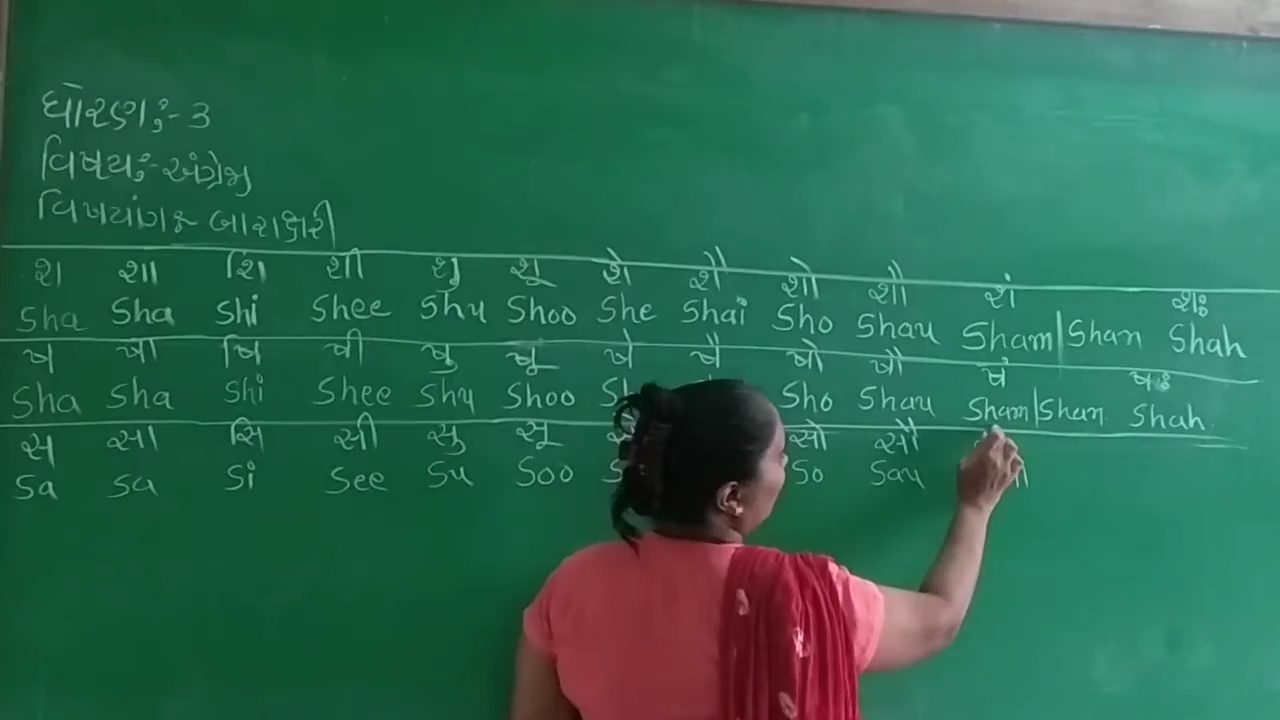 ધોરણ:- 3
વિષય:- અંગ્રેજી
વિષયાંગ:- બારાક્ષરી
શ શા શિ શી શુ શૂ શે શૈ શો શૌ શં શઃ
Sha Sha Shi Shee Shu Shoo She Shai Sho Shau Sham|Shan Shah
ષ ષા ષિ ષી ષુ ષૂ ષે ષૈ ષો ષૌ ષં ષઃ
Sha Sha Shi Shee Shu Shoo Sho Shau Sham|Shan Shah
સ સા સિ સી સુ સૂ સો સૌ
Sa Sa Si See Su Soo So Sau